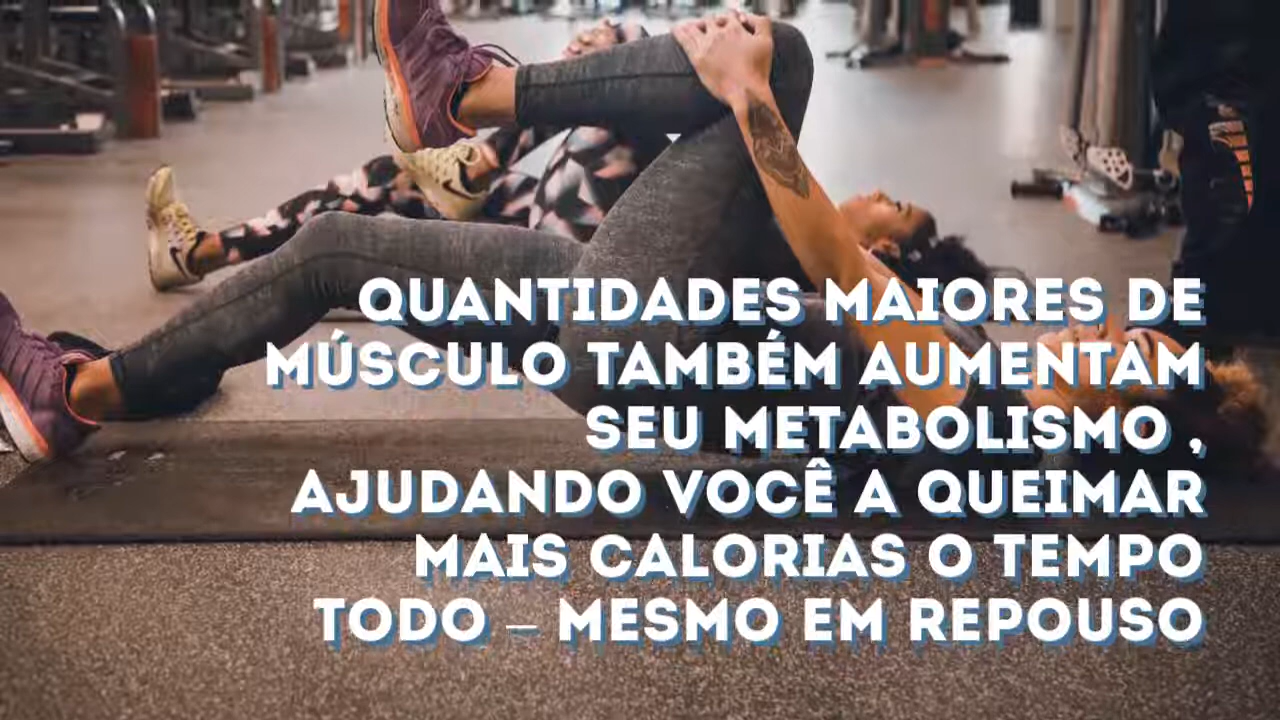 QUANTIDADES MAIORES DE
MÚSCULO TAMBÉM AUMENTAM
SEU METABOLISMO ,
AJUDANDO VOCÊ A QUEIMAR
MAIS CALORIAS O TEMPO
TODO – MESMO EM REPOUSO